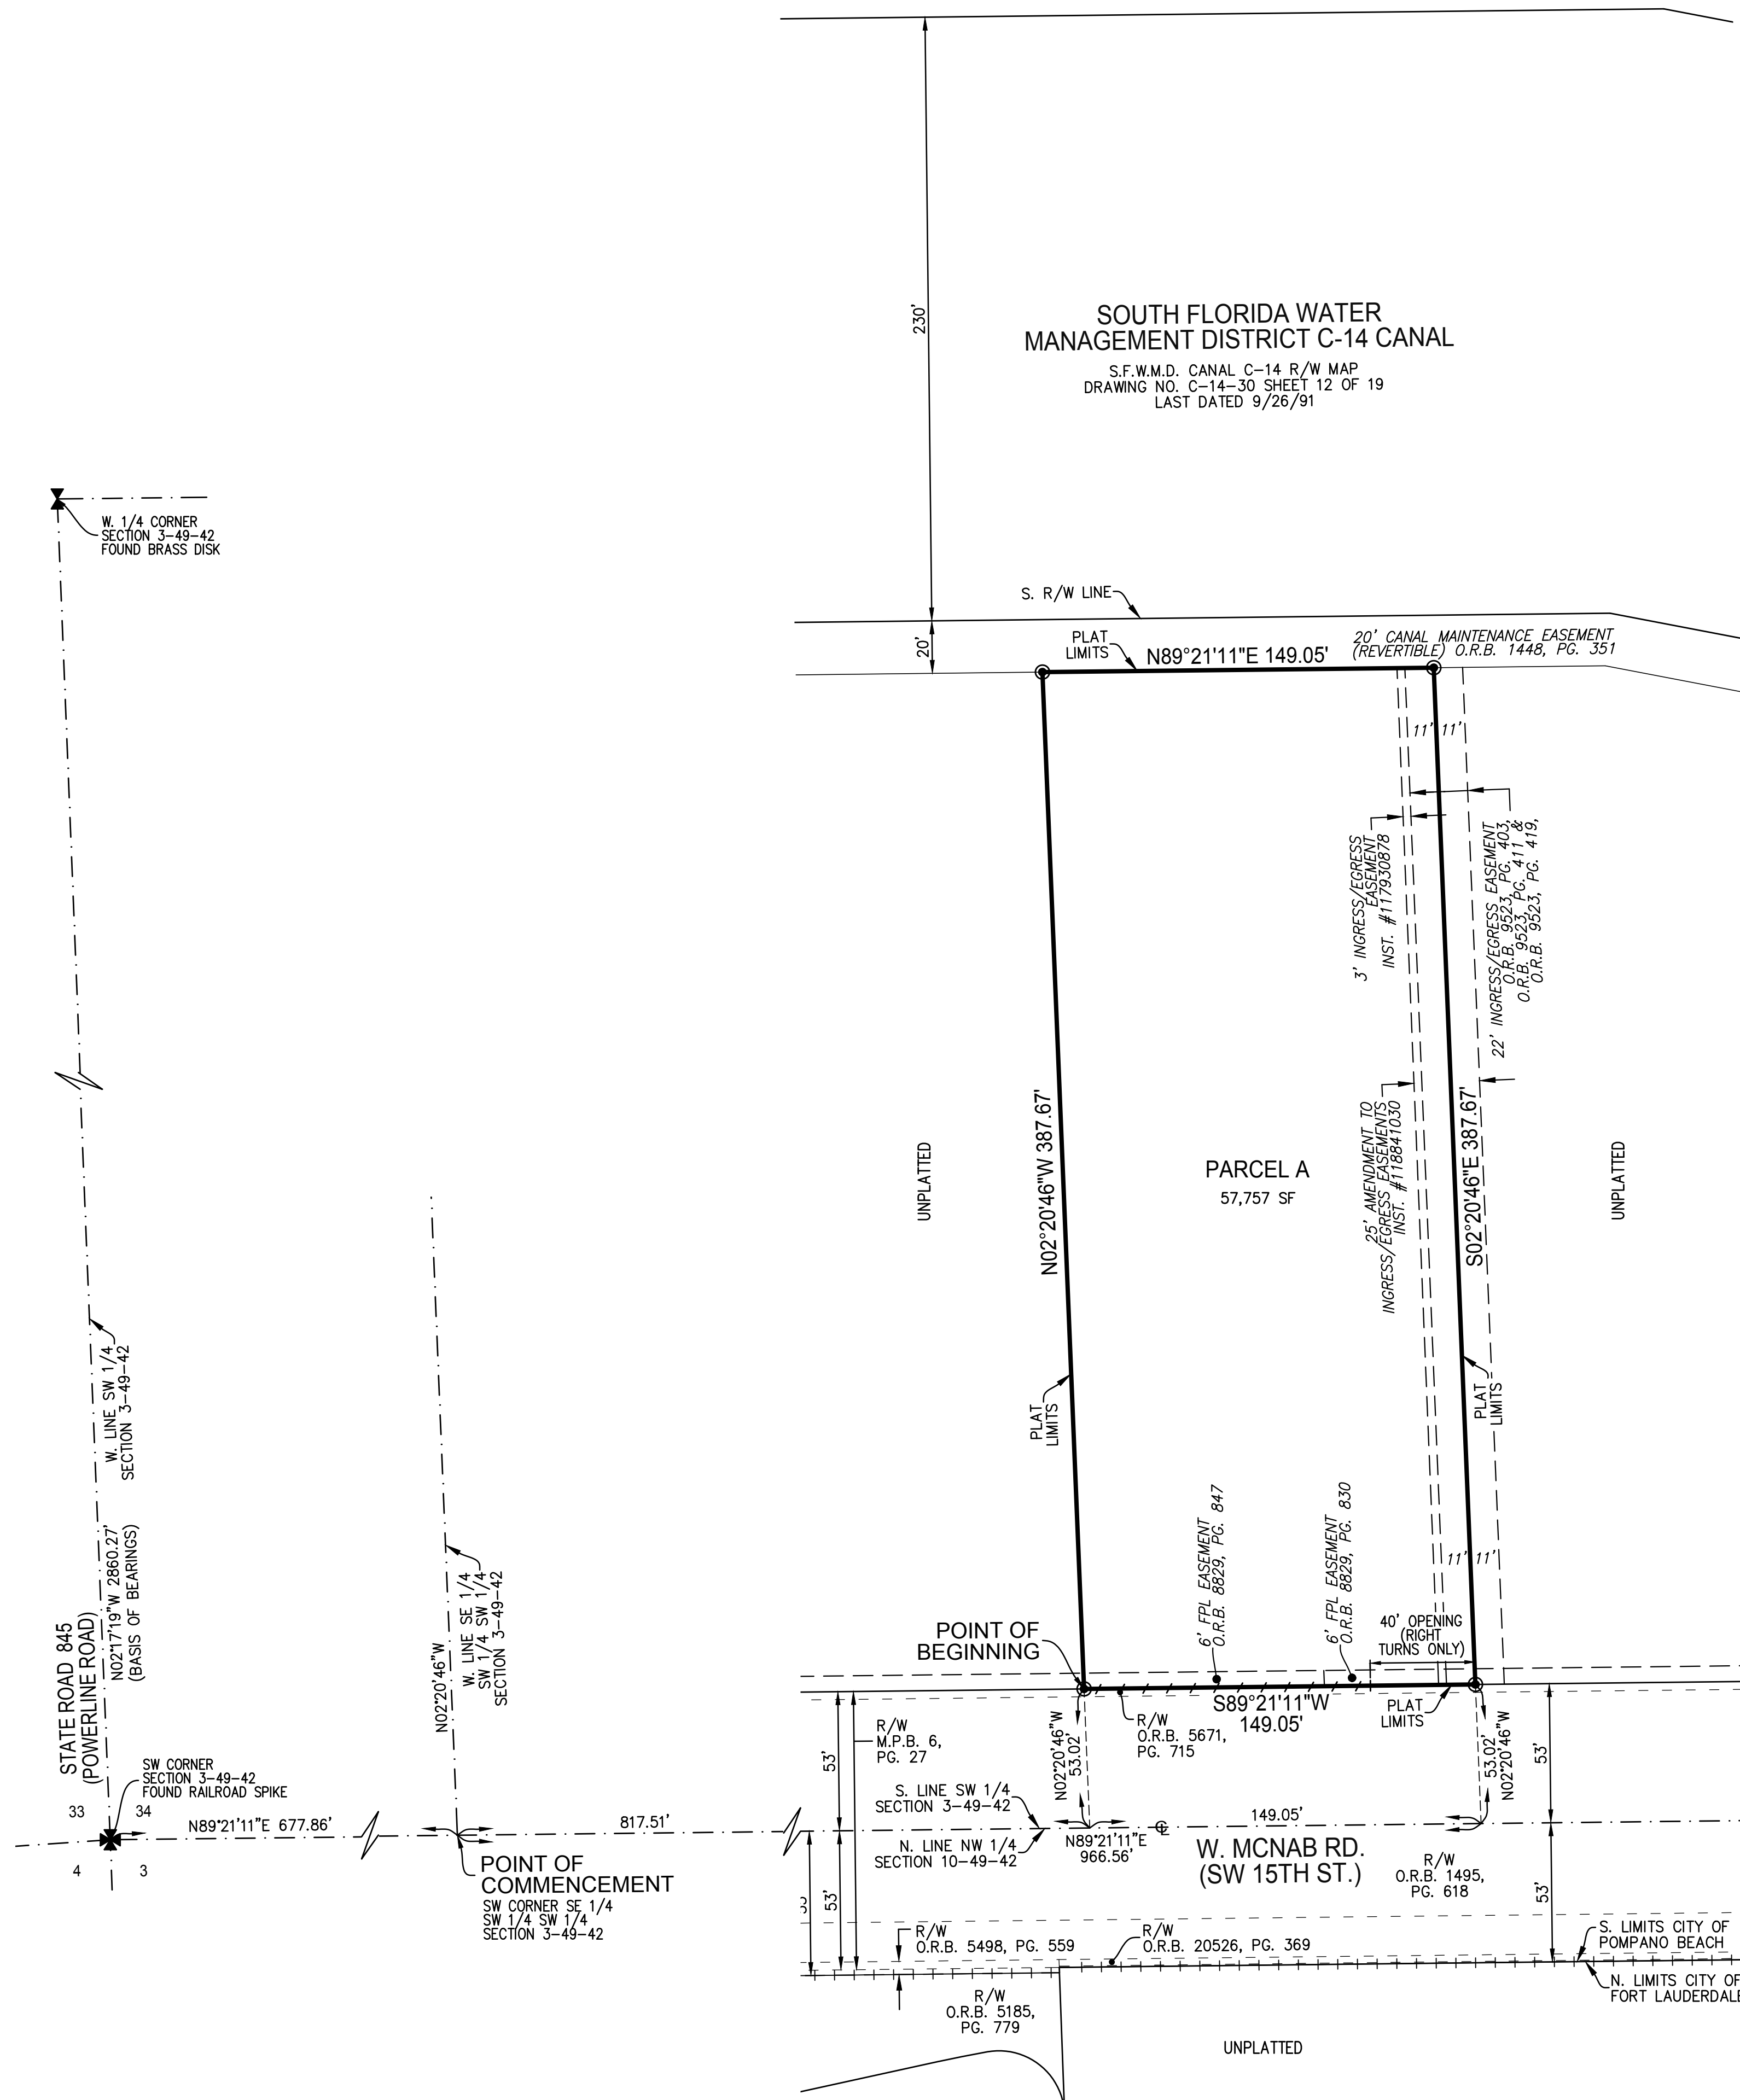 230'
SOUTH FLORIDA WATER
MANAGEMENT DISTRICT C-14 CANAL
S.F.W.M.D. CANAL C-14 R/W MAP
DRAWING NO. C-14-30 SHEET 12 OF 19
LAST DATED 9/26/91
W. 1/4 CORNER
SECTION 3-49-42
FOUND BRASS DISK
S. R/W LINE
20'
PLAT
LIMITS
N89°21'11"E 149.05'
20' CANAL MAINTENANCE EASEMENT
(REVERTIBLE) O.R.B. 1448, PG. 351
11' 11'
3' INGRESS/EGRESS
EASEMENT
INST. #117930878
22' INGRESS/EGRESS EASEMENT
O.R.B. 9523, PG. 403,
O.R.B. 9523, PG. 411 &
O.R.B. 9523, PG. 419,
UNPLATTED
N02°20'46"W 387.67'
PARCEL A
57,757 SF
25' AMENDMENT TO
INGRESS/EGRESS EASEMENTS
INST. #118841030
S02°20'46"E 387.67'
UNPLATTED
W. LINE SW 1/4
SECTION 3-49-42
PLAT
LIMITS
PLAT
LIMITS
STATE ROAD 845
(POWERLINE ROAD)
N02°17'19"W 2860.27'
(BASIS OF BEARINGS)
N02°20'46"W
W. LINE SE 1/4
SW 1/4 SW 1/4
SECTION 3-49-42
POINT OF
BEGINNING
6' FPL EASEMENT
O.R.B. 8829, PG. 847
6' FPL EASEMENT
O.R.B. 8829, PG. 830
11' 11'
40' OPENING
(RIGHT
TURNS ONLY)
S89°21'11"W
149.05'
PLAT
LIMITS
R/W
M.P.B. 6,
PG. 27
R/W
O.R.B. 5671,
PG. 715
53'
N02°20'46"W
53.02'
53.02'
N02°20'46"W
53'
SW CORNER
SECTION 3-49-42
FOUND RAILROAD SPIKE
33
34
4
3
N89°21'11"E 677.86'
817.51'
S. LINE SW 1/4
SECTION 3-49-42
N. LINE NW 1/4
SECTION 10-49-42
N89°21'11"E
966.56'
149.05'
W. MCNAB RD.
(SW 15TH ST.)
POINT OF
COMMENCEMENT
SW CORNER SE 1/4
SW 1/4 SW 1/4
SECTION 3-49-42
53'
R/W
O.R.B. 1495,
PG. 618
53'
R/W
O.R.B. 5498, PG. 559
R/W
O.R.B. 20526, PG. 369
S. LIMITS CITY OF
POMPANO BEACH
N. LIMITS CITY OF
FORT LAUDERDALE
R/W
O.R.B. 5185,
PG. 779
UNPLATTED